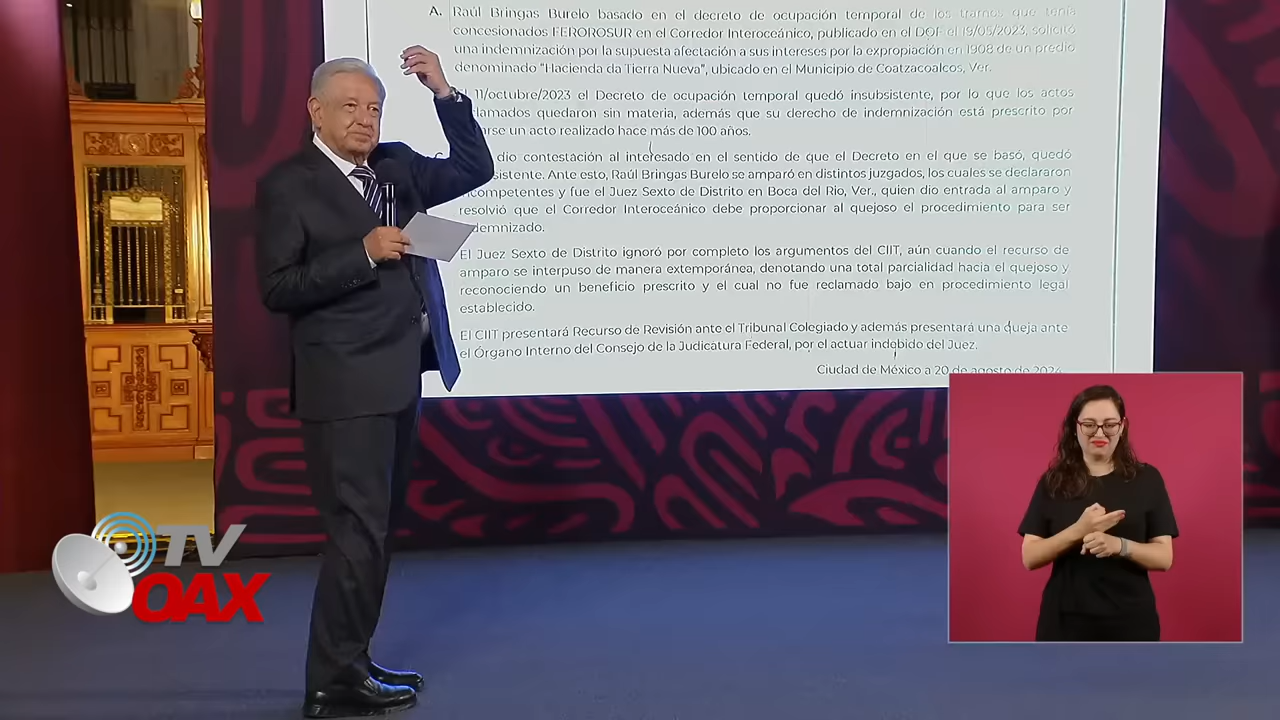 A. Raúl Bringas Burelo basado en el decreto de ocupación temporal de los tramos que tenía
concesionados FEROROSUR en el Corredor Interoceánico, publicado en el DOF el 19/05/2023, solicitó
una indemnización por la supuesta afectación a sus intereses por la expropiación en 1908 de un predio
denominado "Hacienda da Tierra Nueva", ubicado en el Municipio de Coatzacoalcos, Ver.
11/octubre/2023 el Decreto de ocupación temporal quedó insubsistente, por lo que los actos
lamados quedaron sin materia, además que su derecho de indemnización está prescrito por
arse un acto realizado hace más de 100 años.
dio contestación al interesado en el sentido de que el Decreto en el que se basó, quedó
sistente. Ante esto, Raúl Bringas Burelo se amparó en distintos juzgados, los cuales se declararon
ncompetentes y fue el Juez Sexto de Distrito en Boca del Río, Ver., quien dio entrada al amparo y
resolvió que el Corredor Interoceánico debe proporcionar al quejoso el procedimiento para ser
demnizado.
El Juez Sexto de Distrito ignoró por completo los argumentos del CIIT, aún cuando el recurso de
amparo se interpuso de manera extemporánea, denotando una total parcialidad hacia el quejoso y
reconociendo un beneficio prescrito y el cual no fue reclamado bajo en procedimiento legal
establecido.
El CIIT presentará Recurso de Revisión ante el Tribunal Colegiado y además presentará una queja ante
el Órgano Interno del Consejo de la Judicatura Federal, por el actuar indebido del Juez.
Ciudad de México a 20 de agosto de 2024
TV
OAX